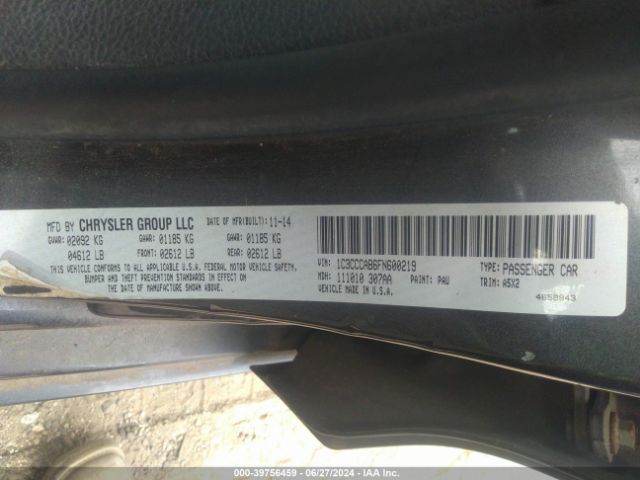 MFD BY CHRYSLER GROUP LLC
DATE OF MFR(BUILT): 11-14
GVWR: 02092 KG GAWR: 01185 KG GAWR: 01185 KG
04612 LB FRONT: 02612 LB REAR: 02612 LB
THIS VEHICLE CONFORMS TO ALL APPLICABLE U.S.A. FEDERAL MOTOR VEHICLE SAFETY,
BUMPER AND THEFT PREVENTION STANDARDS IN EFFECT ON
THE DATE OF MANUFACTURE SHOWN ABOVE.
VIN: 1C3CCCAB6FN600219 TYPE: PASSENGER CAR
MDH: 111010 307AA PAINT: PAU TRIM: A5X2
VEHICLE MADE IN U.S.A.
4658943
000-39756459 - 06/27/2024 - IAA Inc.